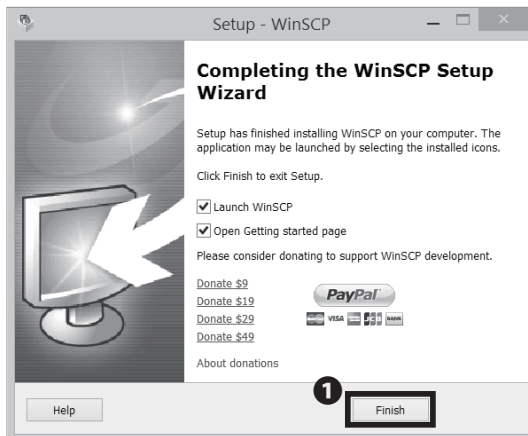 Setup - WinSCP
Completing the WinSCP Setup
Wizard
Setup has finished installing WinSCP on your computer. The
application may be launched by selecting the installed icons.
Click Finish to exit Setup.
Launch WinSCP
Open Getting started page
Please consider donating to support WinSCP development.
Donate $9
Donate $19
Donate $29
Donate $49
PayPal
VISA JCB BANK
About donations
Help
1
Finish